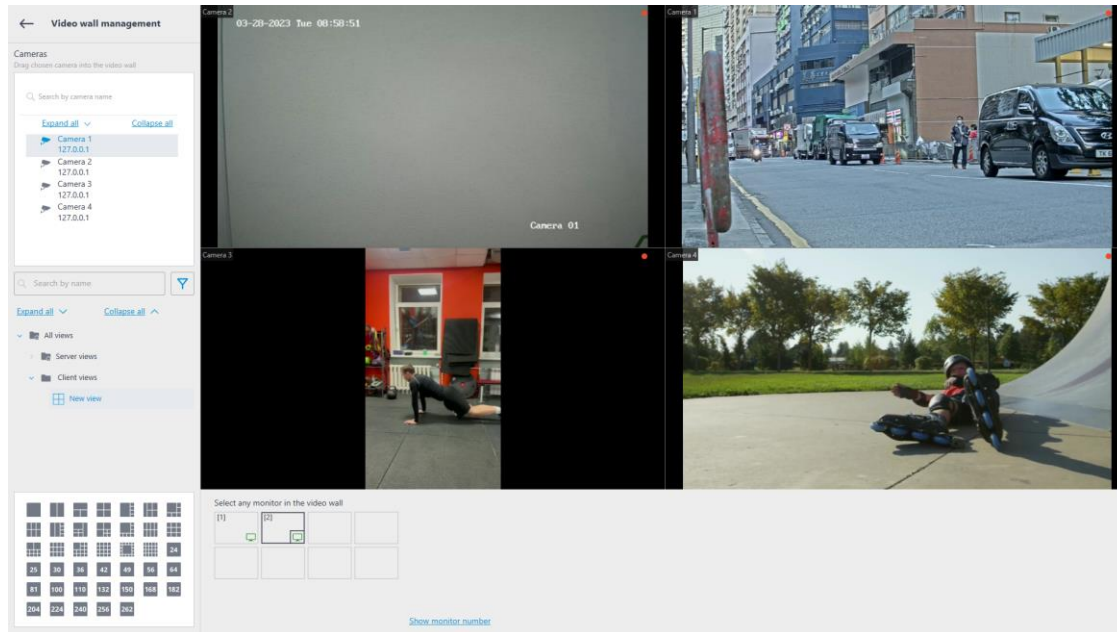 Video wall management
Cameras
Drag chosen camera into the video wall
Search by camera name
Expand all
Collapse all
Camera 1
127.0.0.1
Camera 2
127.0.0.1
Camera 3
127.0.0.1
Camera 4
127.0.0.1
Search by name
Expand all
Collapse all
All views
Server views
Client views
New view
24
25 30 36 42 49 56 64
81 100 110 132 150 168 182
204 224 240 256 262
Camera 2
03-28-2023 Tue 08:58:51
Camera 01
Camera 1
Camera 3
Camera 4
Select any monitor in the video wall
[1] [2]
Show monitor number